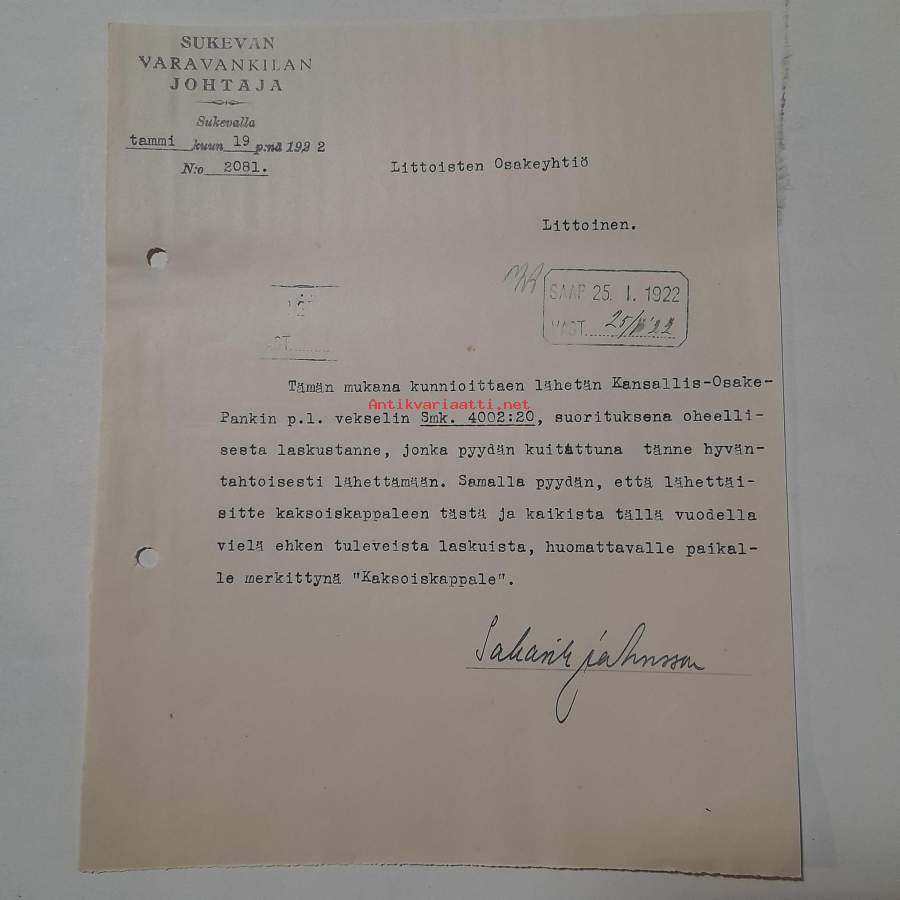 SUKEVAN
VARAVANKILAN
JOHTAJA
Sukevalla
tammi kuun 19 p:nä 192 2
N:o 2081.
Littoisten Osakeyhtiö
Littoinen.
SAAP 25. I. 1922
VAST. 25/ 22
ST.
Tämän mukana kunnioittaen lähetän Kansallis-Osake-
Antikvariaatti.net
Pankin p.l. vekselin Smk. 4002:20, suorituksena oheelli-
sesta laskustanne, jonka pyydän kuitattuna tänne hyvän-
tahtoisesti lähettämään. Samalla pyydän, että lähettäi-
sitte kaksoiskappaleen tästä ja kaikista tällä vuodella
vielä ehken tuleveista laskuista, huomattavalle paikal-
le merkittynä "Kaksoiskappale".